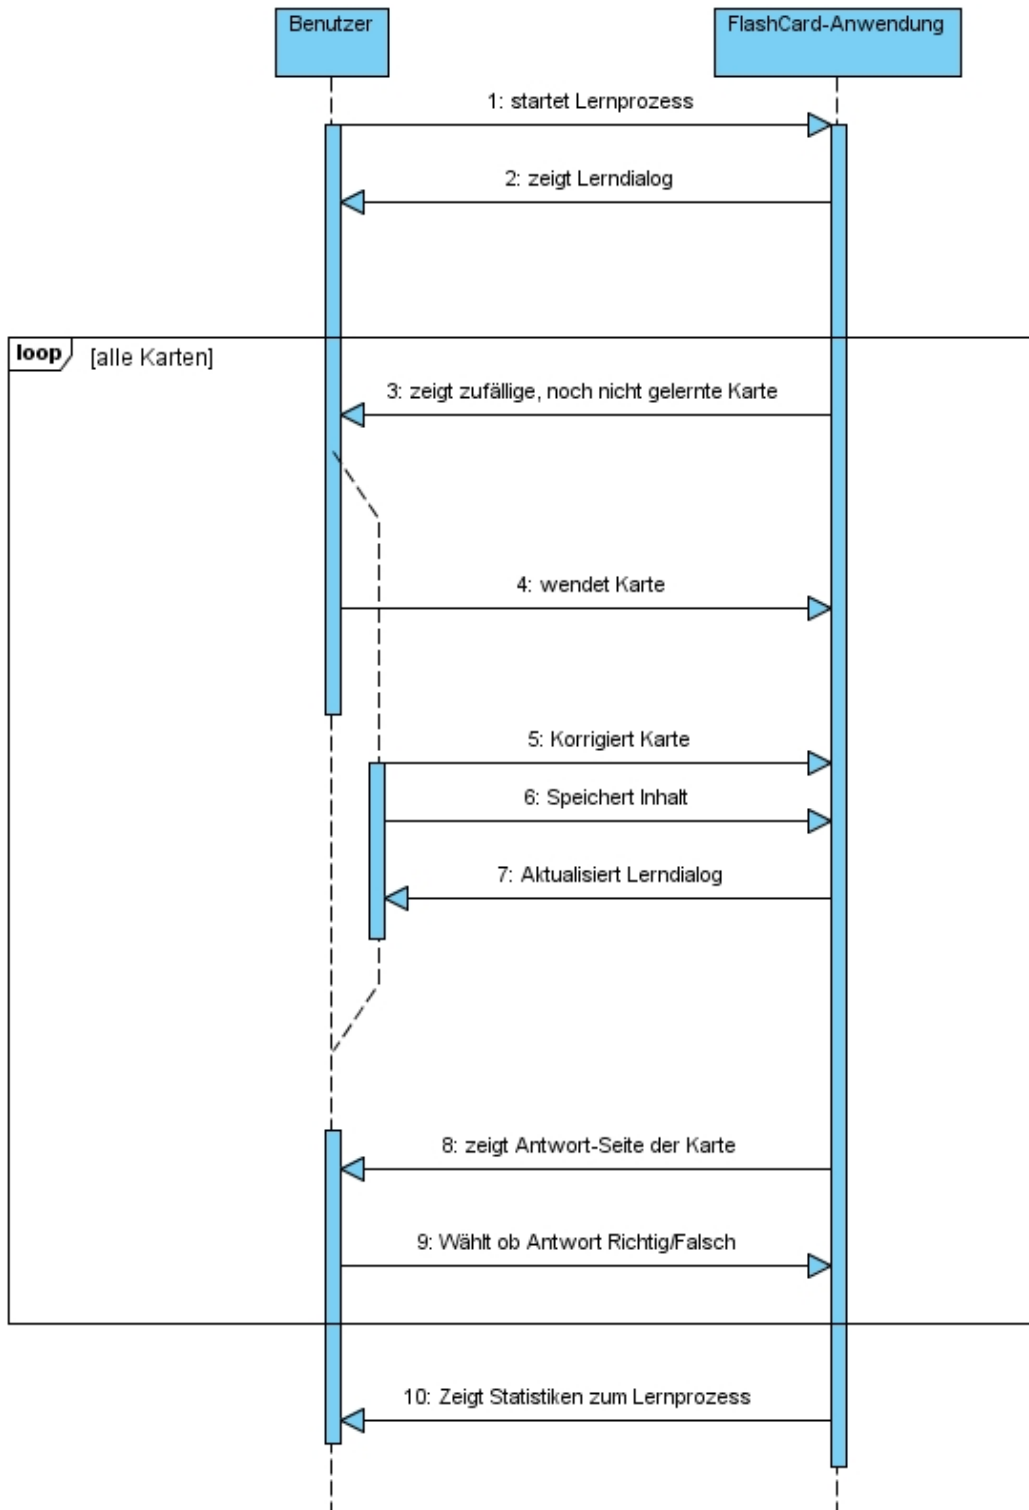 Benutzer
FlashCard-Anwendung
1: startet Lernprozess
2: zeigt Lerndialog
loop
[alle Karten]
3: zeigt zufällige, noch nicht gelernte Karte
4: wendet Karte
5: Korrigiert Karte
6: Speichert Inhalt
7: Aktualisiert Lerndialog
8: zeigt Antwort-Seite der Karte
9: Wählt ob Antwort Richtig/Falsch
10: Zeigt Statistiken zum Lernprozess